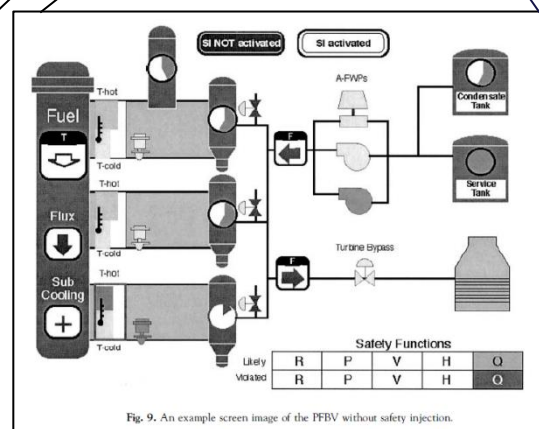 SI NOT activated
SI activated
T-hot
A-FWPs
Condensate
Tank
Fuel
T
F
T-cold
T-hot
Service
Tank
Flux
T-cold
F
Turbine Bypass
T-hot
Sub
Cooling
+
T-cold
Safety Functions
Likely R P V H Q
Violated R P V H Q
Fig. 9. An example screen image of the PFBV without safety injection.